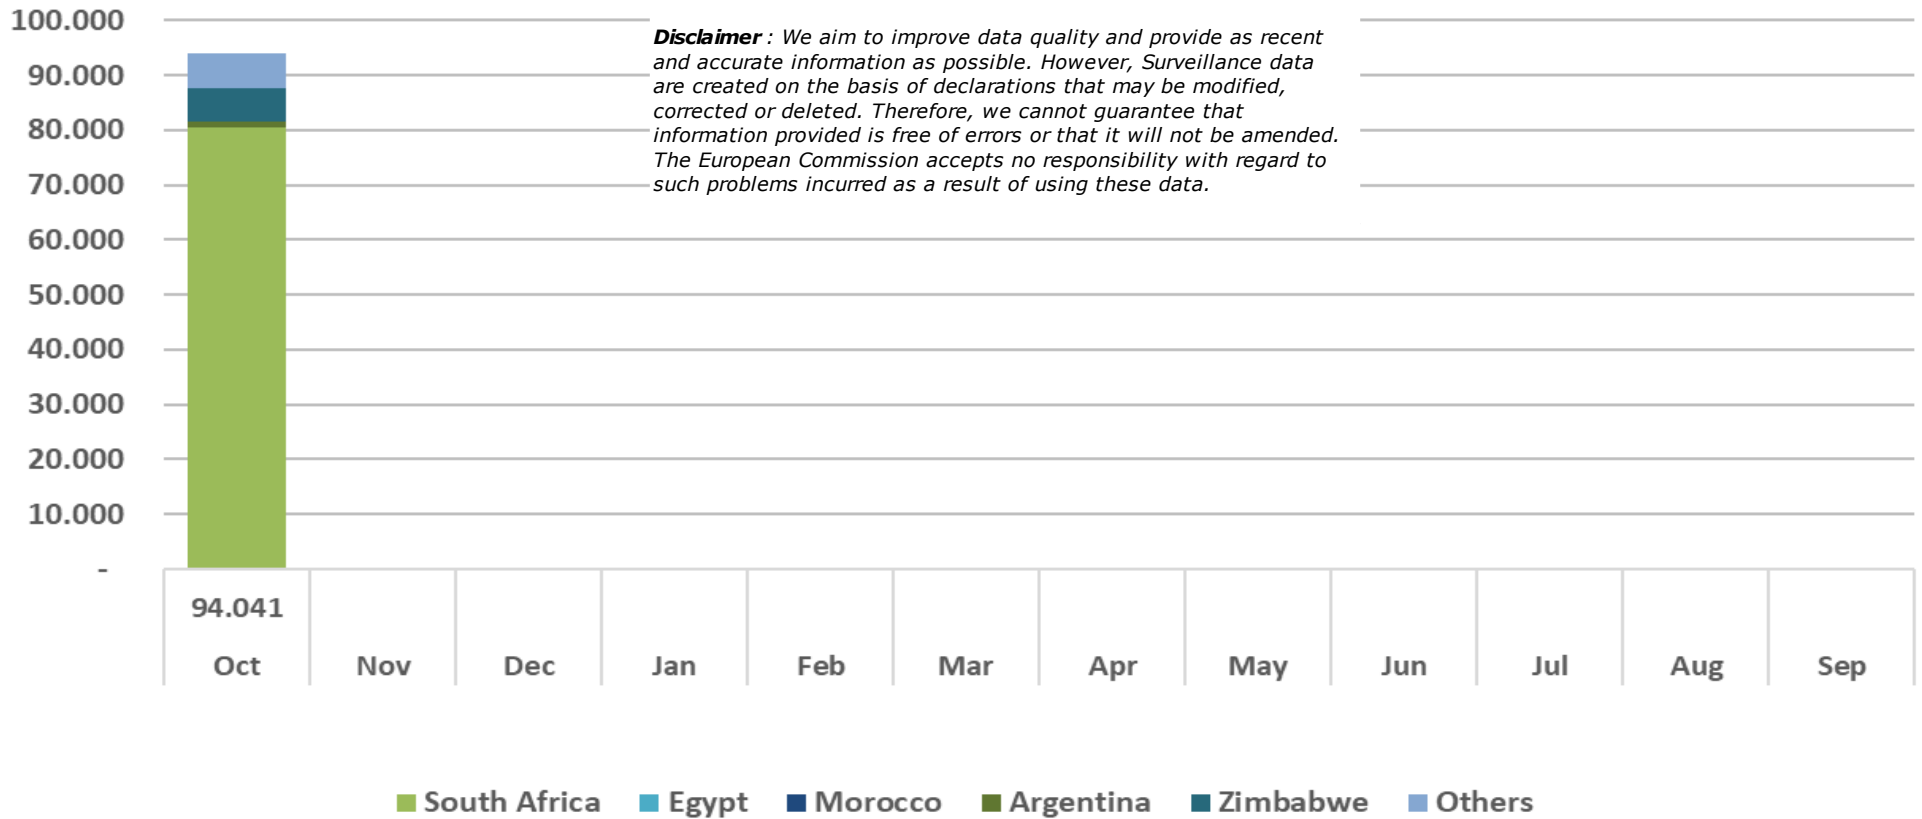 100.000
90.000
80.000
70.000
60.000
50.000
40.000
30.000
20.000
10.000
-
Disclaimer : We aim to improve data quality and provide as recent
and accurate information as possible. However, Surveillance data
are created on the basis of declarations that may be modified,
corrected or deleted. Therefore, we cannot guarantee that
information provided is free of errors or that it will not be amended.
The European Commission accepts no responsibility with regard to
such problems incurred as a result of using these data.
94.041
Oct Nov Dec Jan Feb Mar Apr May Jun Jul Aug Sep
South Africa Egypt Morocco Argentina Zimbabwe Others